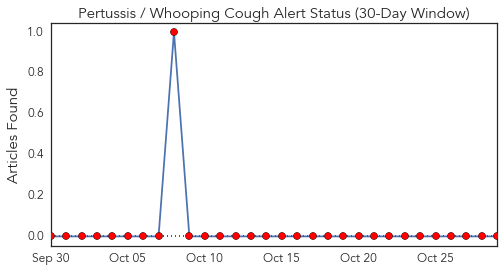 Pertussis / Whooping Cough Alert Status (30-Day Window)
Articles Found
1.0
0.8
0.6
0.4
0.2
0.0
Sep 30 Oct 05 Oct 10 Oct 15 Oct 20 Oct 25